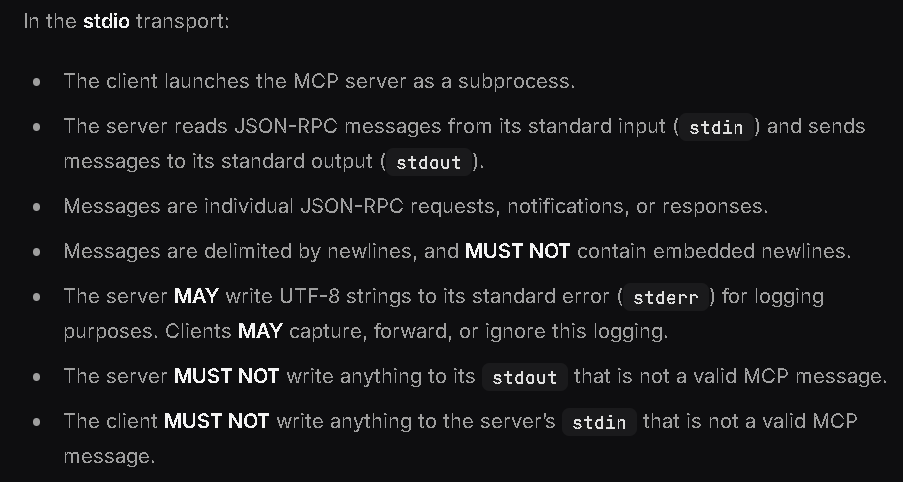 In the stdio transport:
• The client launches the MCP server as a subprocess.
• The server reads JSON-RPC messages from its standard input ( stdin ) and sends
messages to its standard output ( stdout ).
• Messages are individual JSON-RPC requests, notifications, or responses.
• Messages are delimited by newlines, and MUST NOT contain embedded newlines.
• The server MAY write UTF-8 strings to its standard error ( stderr ) for logging
purposes. Clients MAY capture, forward, or ignore this logging.
• The server MUST NOT write anything to its stdout that is not a valid MCP message.
• The client MUST NOT write anything to the server’s stdin that is not a valid MCP
message.